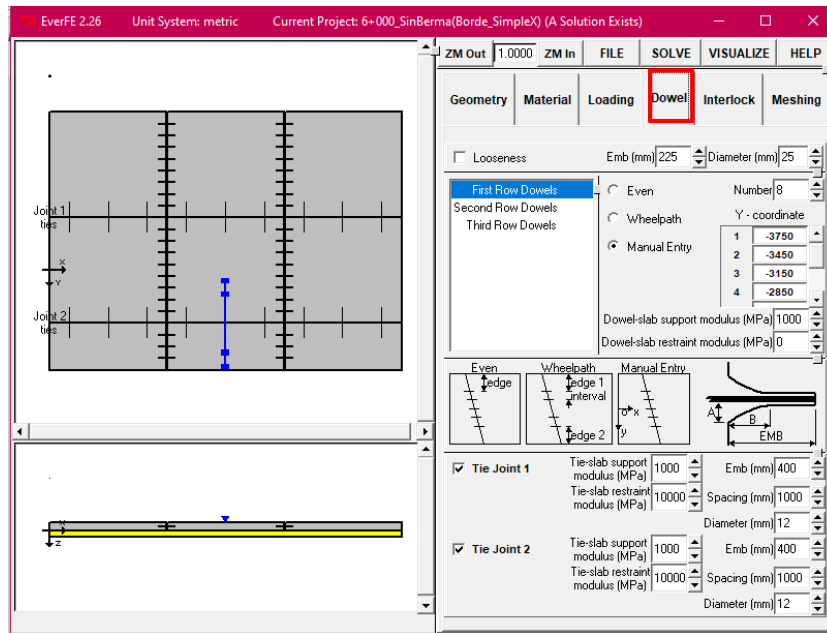 EverFE 2.26 Unit System: metric Current Project: 6+000_SinBerma(Borde_SimpleX) (A Solution Exists)
ZM Out 1.0000 ZM In FILE SOLVE VISUALIZE HELP
Geometry Material Loading Dowel Interlock Meshing
Looseness Emb (mm) 225 Diameter (mm) 25
First Row Dowels
Second Row Dowels
Third Row Dowels
Even
Wheelpath
Manual Entry
Number 8
Y - coordinate
1 -3750
2 -3450
3 -3150
4 -2850
Dowel-slab support modulus (MPa) 1000
Dowel-slab restraint modulus (MPa) 0
Joint 1
ties
X
Y
Joint 2
ties
Even Wheelpath Manual Entry
edge
edge 1
interval
edge 2
o x
y
A
B
EMB
X
Z
Tie Joint 1
Tie-slab support
modulus (MPa) 1000
Emb (mm) 400
Tie-slab restraint
modulus (MPa) 10000
Spacing (mm) 1000
Diameter (mm) 12
Tie Joint 2
Tie-slab support
modulus (MPa) 1000
Emb (mm) 400
Tie-slab restraint
modulus (MPa) 10000
Spacing (mm) 1000
Diameter (mm) 12